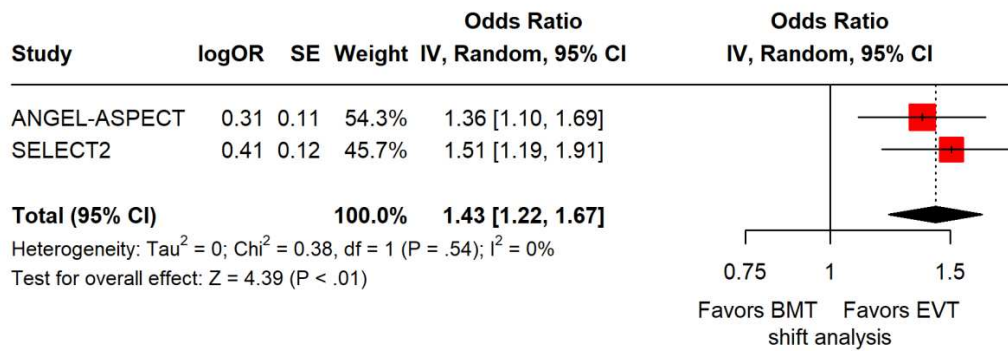 Odds Ratio Odds Ratio
Study logOR SE Weight IV, Random, 95% CI IV, Random, 95% CI
ANGEL-ASPECT 0.31 0.11 54.3% 1.36 [1.10, 1.69]
SELECT2 0.41 0.12 45.7% 1.51 [1.19, 1.91]
Total (95% CI) 100.0% 1.43 [1.22, 1.67]
Heterogeneity: Tau² = 0; Chi² = 0.38, df = 1 (P = .54); I² = 0%
Test for overall effect: Z = 4.39 (P < .01)
0.75 1 1.5
Favors BMT Favors EVT
shift analysis